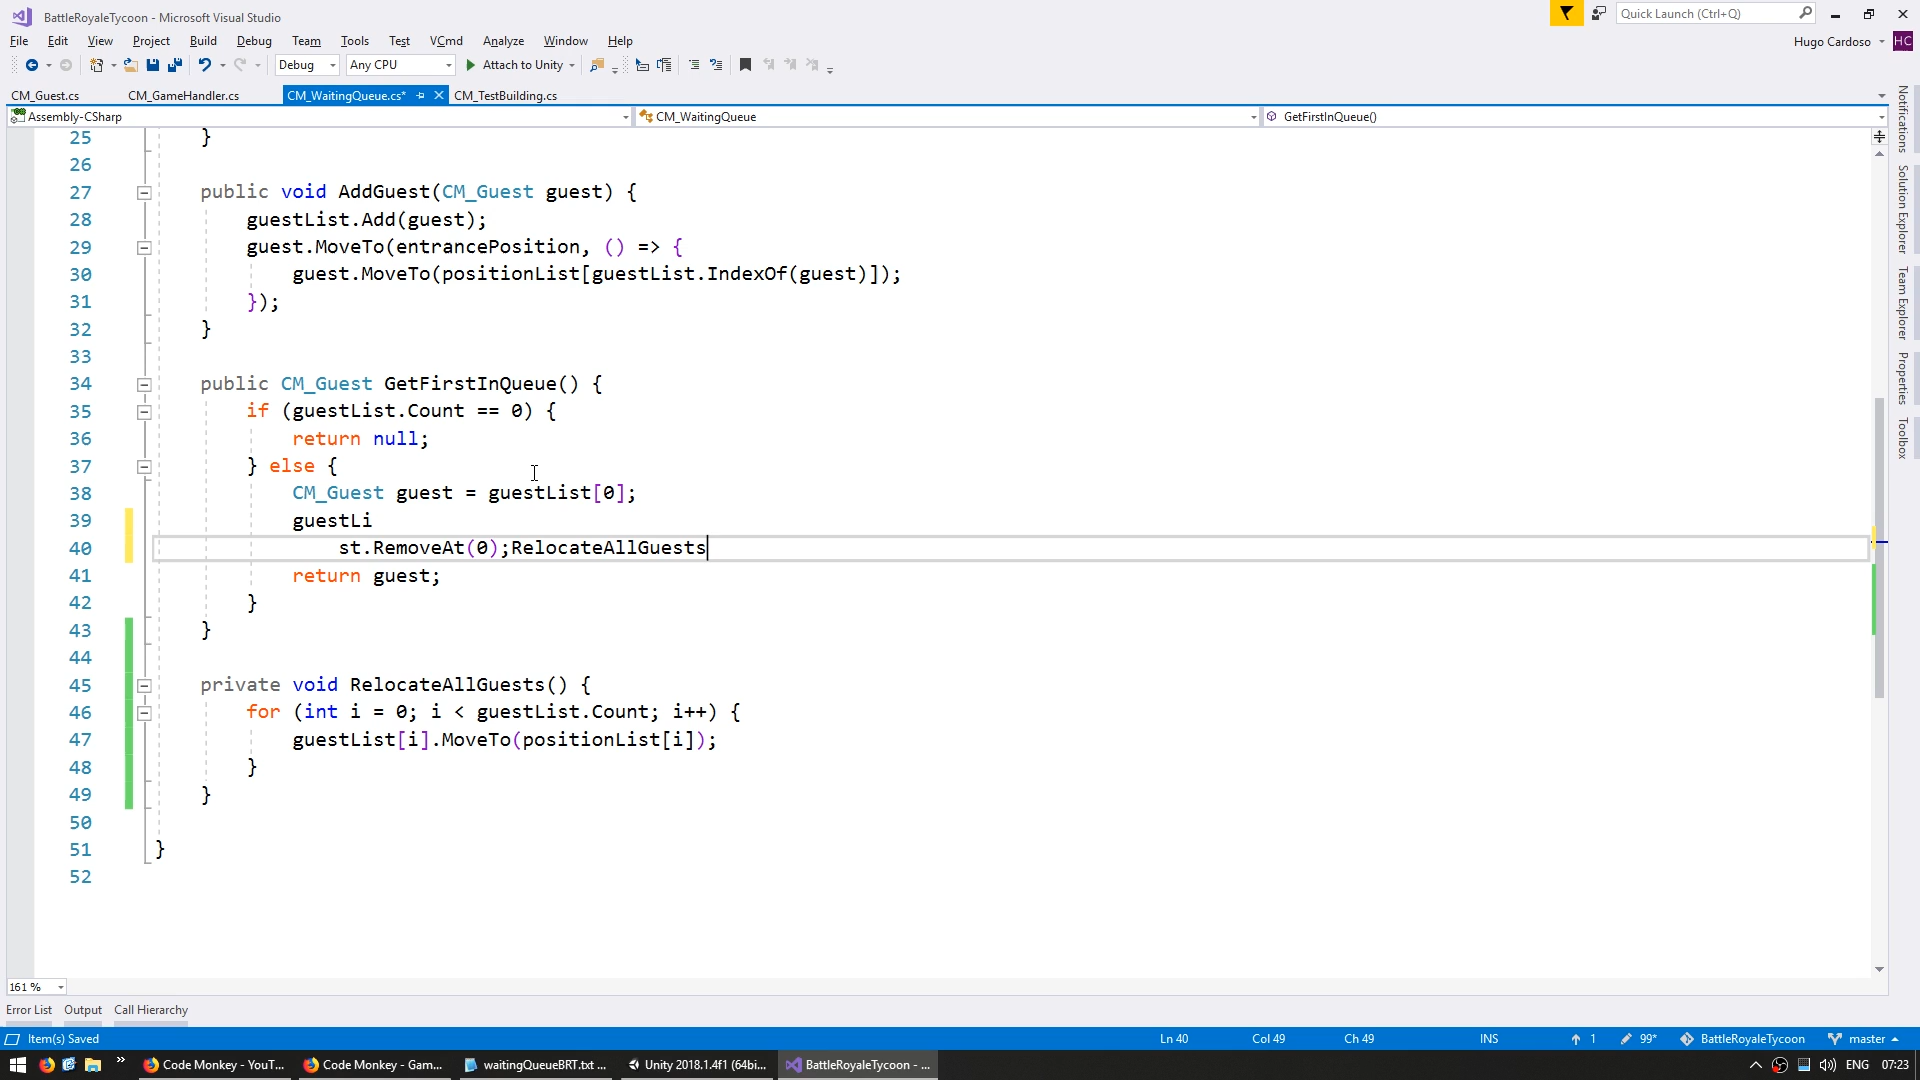 BattleRoyaleTycoon - Microsoft Visual Studio
Quick Launch (Ctrl+Q)
File Edit View Project Build Debug Team Tools Test VCmd Analyze Window Help
Hugo Cardoso HC
Debug Any CPU Attach to Unity
CM_Guest.cs CM_GameHandler.cs CM_WaitingQueue.cs* CM_TestBuilding.cs
Assembly-CSharp CM_WaitingQueue GetFirstInQueue()
25 }
26
27 public void AddGuest(CM_Guest guest) {
28 guestList.Add(guest);
29 guest.MoveTo(entrancePosition, () => {
30 guest.MoveTo(positionList[guestList.IndexOf(guest)]);
31 });
32 }
33
34 public CM_Guest GetFirstInQueue() {
35 if (guestList.Count == 0) {
36 return null;
37 } else {
38 CM_Guest guest = guestList[0];
39 guestLi
40 st.RemoveAt(0);RelocateAllGuests
41 return guest;
42 }
43 }
44
45 private void RelocateAllGuests() {
46 for (int i = 0; i < guestList.Count; i++) {
47 guestList[i].MoveTo(positionList[i]);
48 }
49 }
50
51 }
52
Notifications
Solution Explorer
Team Explorer
Properties
Toolbox
161 %
Error List Output Call Hierarchy
Item(s) Saved Ln 40 Col 49 Ch 49 INS 1 99* BattleRoyaleTycoon master
Code Monkey - YouT... Code Monkey - Gam... waitingQueueBRT.txt ... Unity 2018.1.4f1 (64bi... BattleRoyaleTycoon - ... ENG 07:23